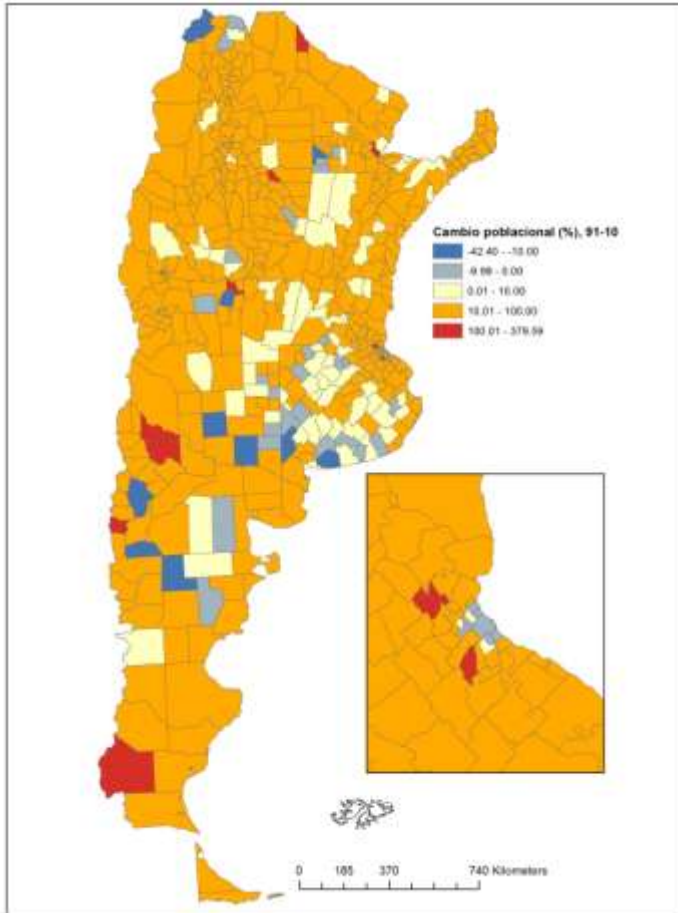 Cambio poblacional (%), 91-10
-42.40 - -10.00
-9.99 - 0.00
0.01 - 10.00
10.01 - 100.00
100.01 - 379.59
0 185 370 740 Kilometers